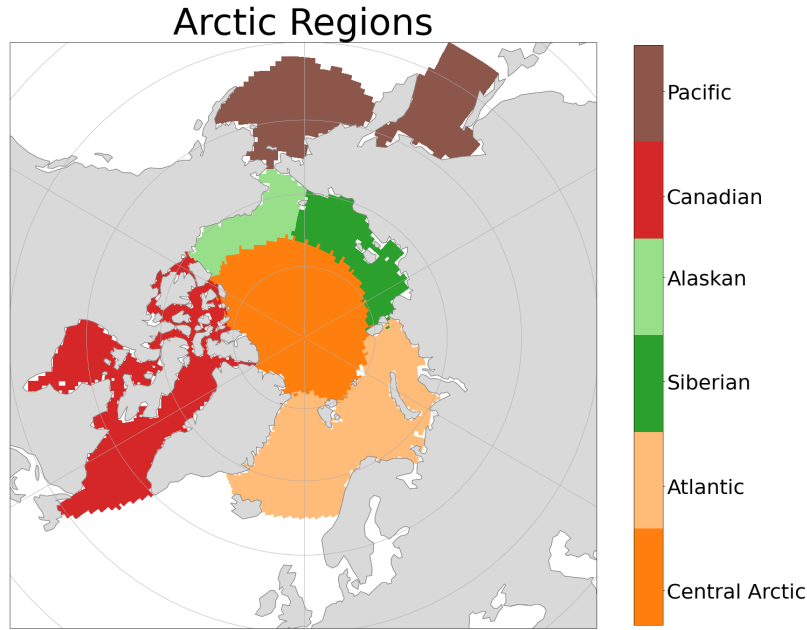 Arctic Regions
Pacific
Canadian
Alaskan
Siberian
Atlantic
Central Arctic